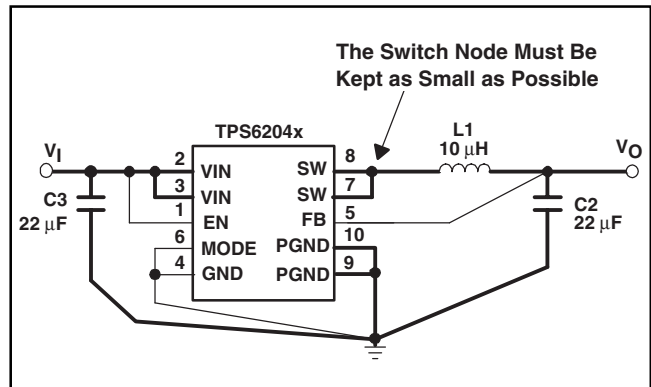 The Switch Node Must Be
Kept as Small as Possible
TPS6204x
L1
10 μH
VI
VO
2
VIN
SW
8
3
VIN
SW
7
C3
22 μF
1
EN
FB
5
C2
22 μF
6
MODE
PGND
10
4
GND
PGND
9